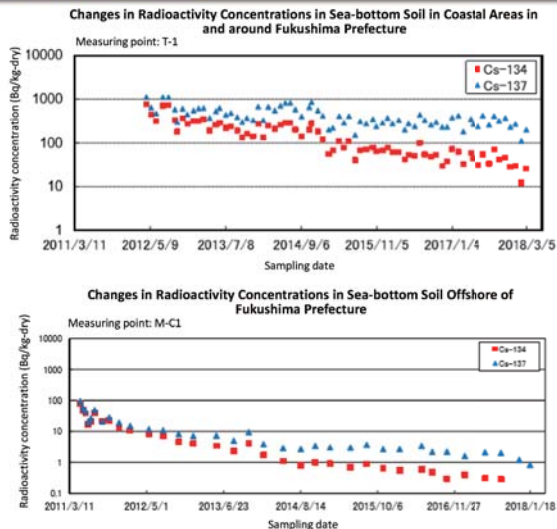 Changes in Radioactivity Concentrations in Sea-bottom Soil in Coastal Areas in
and around Fukushima Prefecture
Measuring point: T-1
Radioactivity concentration (Bq/kg-dry)
10000
1000
100
10
1
Cs-134
Cs-137
2011/3/11 2012/5/9 2013/7/8 2014/9/6 2015/11/5 2017/1/4 2018/3/5
Sampling date
Changes in Radioactivity Concentrations in Sea-bottom Soil Offshore of
Fukushima Prefecture
Measuring point: M-C1
Radioactivity concentration (Bq/kg-dry)
10000
1000
100
10
1
0.1
Cs-134
Cs-137
2011/3/11 2012/5/1 2013/6/23 2014/8/14 2015/10/6 2016/11/27 2018/1/18
Sampling date